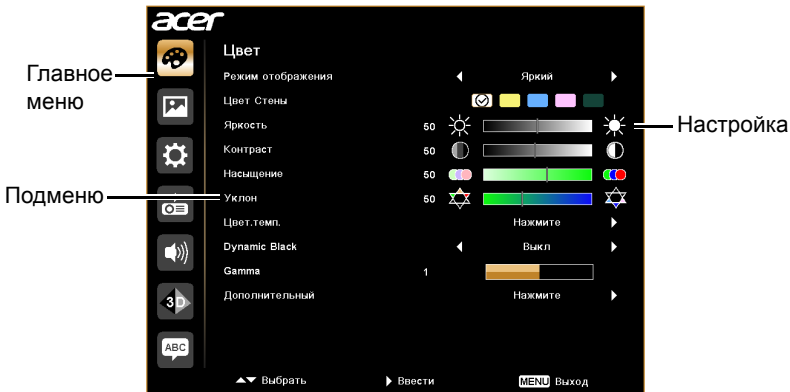 acer
Цвет
Главное
меню
Режим отображения Яркий
Цвет Стены
Яркость 50
Настройка
Контраст 50
Насыщение 50
Подменю
Уклон 50
Цвет.темп. Нажмите
Dynamic Black Выкл
Gamma 1
3D
Дополнительный Нажмите
ABC
Выбрать Ввести MENU Выход